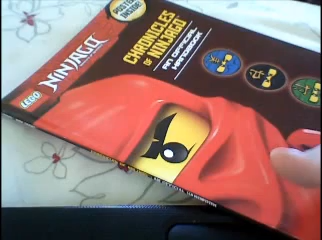 POSTER
INSIDE!
LEGO
NINJAGO
CHRONICLES
OF NINJAGO
AN OFFICIAL
HANDBOOK